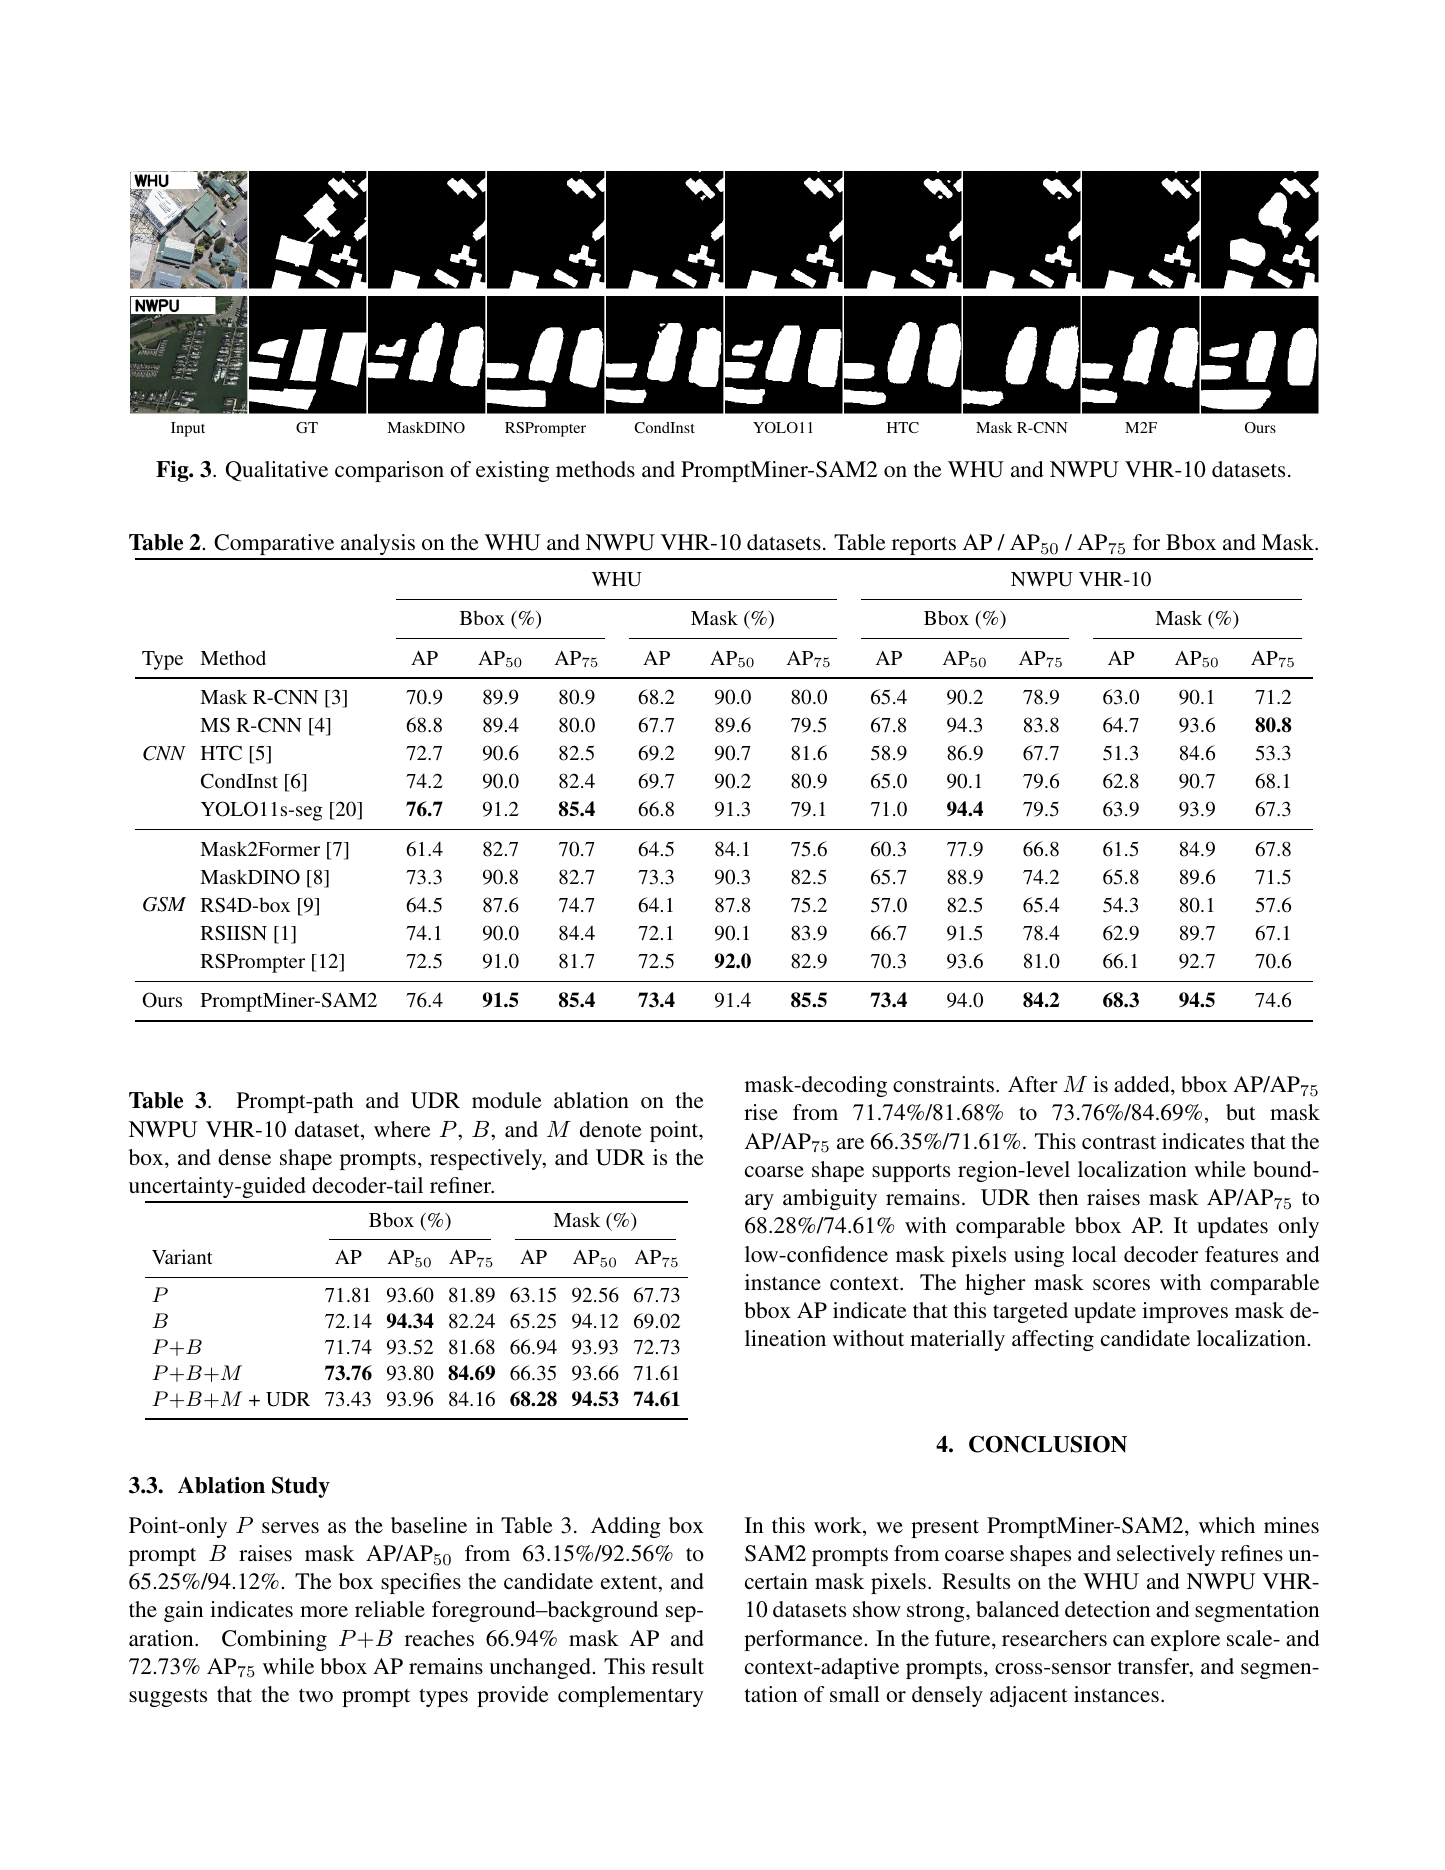 WHU
NWPU
Input GT MaskDINO RSPrompter CondInst YOLO11 HTC Mask R-CNN M2F Ours
Fig. 3. Qualitative comparison of existing methods and PromptMiner-SAM2 on the WHU and NWPU VHR-10 datasets.
Table 2. Comparative analysis on the WHU and NWPU VHR-10 datasets. Table reports AP / AP50 / AP75 for Bbox and Mask.
WHU NWPU VHR-10
Bbox (%) Mask (%) Bbox (%) Mask (%)
Type Method AP AP50 AP75 AP AP50 AP75 AP AP50 AP75 AP AP50 AP75
Mask R-CNN [3] 70.9 89.9 80.9 68.2 90.0 80.0 65.4 90.2 78.9 63.0 90.1 71.2
MS R-CNN [4] 68.8 89.4 80.0 67.7 89.6 79.5 67.8 94.3 83.8 64.7 93.6 80.8
CNN HTC [5] 72.7 90.6 82.5 69.2 90.7 81.6 58.9 86.9 67.7 51.3 84.6 53.3
CondInst [6] 74.2 90.0 82.4 69.7 90.2 80.9 65.0 90.1 79.6 62.8 90.7 68.1
YOLO11s-seg [20] 76.7 91.2 85.4 66.8 91.3 79.1 71.0 94.4 79.5 63.9 93.9 67.3
Mask2Former [7] 61.4 82.7 70.7 64.5 84.1 75.6 60.3 77.9 66.8 61.5 84.9 67.8
MaskDINO [8] 73.3 90.8 82.7 73.3 90.3 82.5 65.7 88.9 74.2 65.8 89.6 71.5
GSM RS4D-box [9] 64.5 87.6 74.7 64.1 87.8 75.2 57.0 82.5 65.4 54.3 80.1 57.6
RSIISN [1] 74.1 90.0 84.4 72.1 90.1 83.9 66.7 91.5 78.4 62.9 89.7 67.1
RSPrompter [12] 72.5 91.0 81.7 72.5 92.0 82.9 70.3 93.6 81.0 66.1 92.7 70.6
Ours PromptMiner-SAM2 76.4 91.5 85.4 73.4 91.4 85.5 73.4 94.0 84.2 68.3 94.5 74.6
Table 3. Prompt-path and UDR module ablation on the
NWPU VHR-10 dataset, where P, B, and M denote point,
box, and dense shape prompts, respectively, and UDR is the
uncertainty-guided decoder-tail refiner.
Bbox (%) Mask (%)
Variant AP AP50 AP75 AP AP50 AP75
P 71.81 93.60 81.89 63.15 92.56 67.73
B 72.14 94.34 82.24 65.25 94.12 69.02
P+B 71.74 93.52 81.68 66.94 93.93 72.73
P+B+M 73.76 93.80 84.69 66.35 93.66 71.61
P+B+M + UDR 73.43 93.96 84.16 68.28 94.53 74.61
3.3. Ablation Study
Point-only P serves as the baseline in Table 3. Adding box
prompt B raises mask AP/AP50 from 63.15%/92.56% to
65.25%/94.12%. The box specifies the candidate extent, and
the gain indicates more reliable foreground–background sep-
aration. Combining P+B reaches 66.94% mask AP and
72.73% AP75 while bbox AP remains unchanged. This result
suggests that the two prompt types provide complementary
mask-decoding constraints. After M is added, bbox AP/AP75
rise from 71.74%/81.68% to 73.76%/84.69%, but mask
AP/AP75 are 66.35%/71.61%. This contrast indicates that the
coarse shape supports region-level localization while bound-
ary ambiguity remains. UDR then raises mask AP/AP75 to
68.28%/74.61% with comparable bbox AP. It updates only
low-confidence mask pixels using local decoder features and
instance context. The higher mask scores with comparable
bbox AP indicate that this targeted update improves mask de-
lineation without materially affecting candidate localization.
4. CONCLUSION
In this work, we present PromptMiner-SAM2, which mines
SAM2 prompts from coarse shapes and selectively refines un-
certain mask pixels. Results on the WHU and NWPU VHR-
10 datasets show strong, balanced detection and segmentation
performance. In the future, researchers can explore scale- and
context-adaptive prompts, cross-sensor transfer, and segmen-
tation of small or densely adjacent instances.